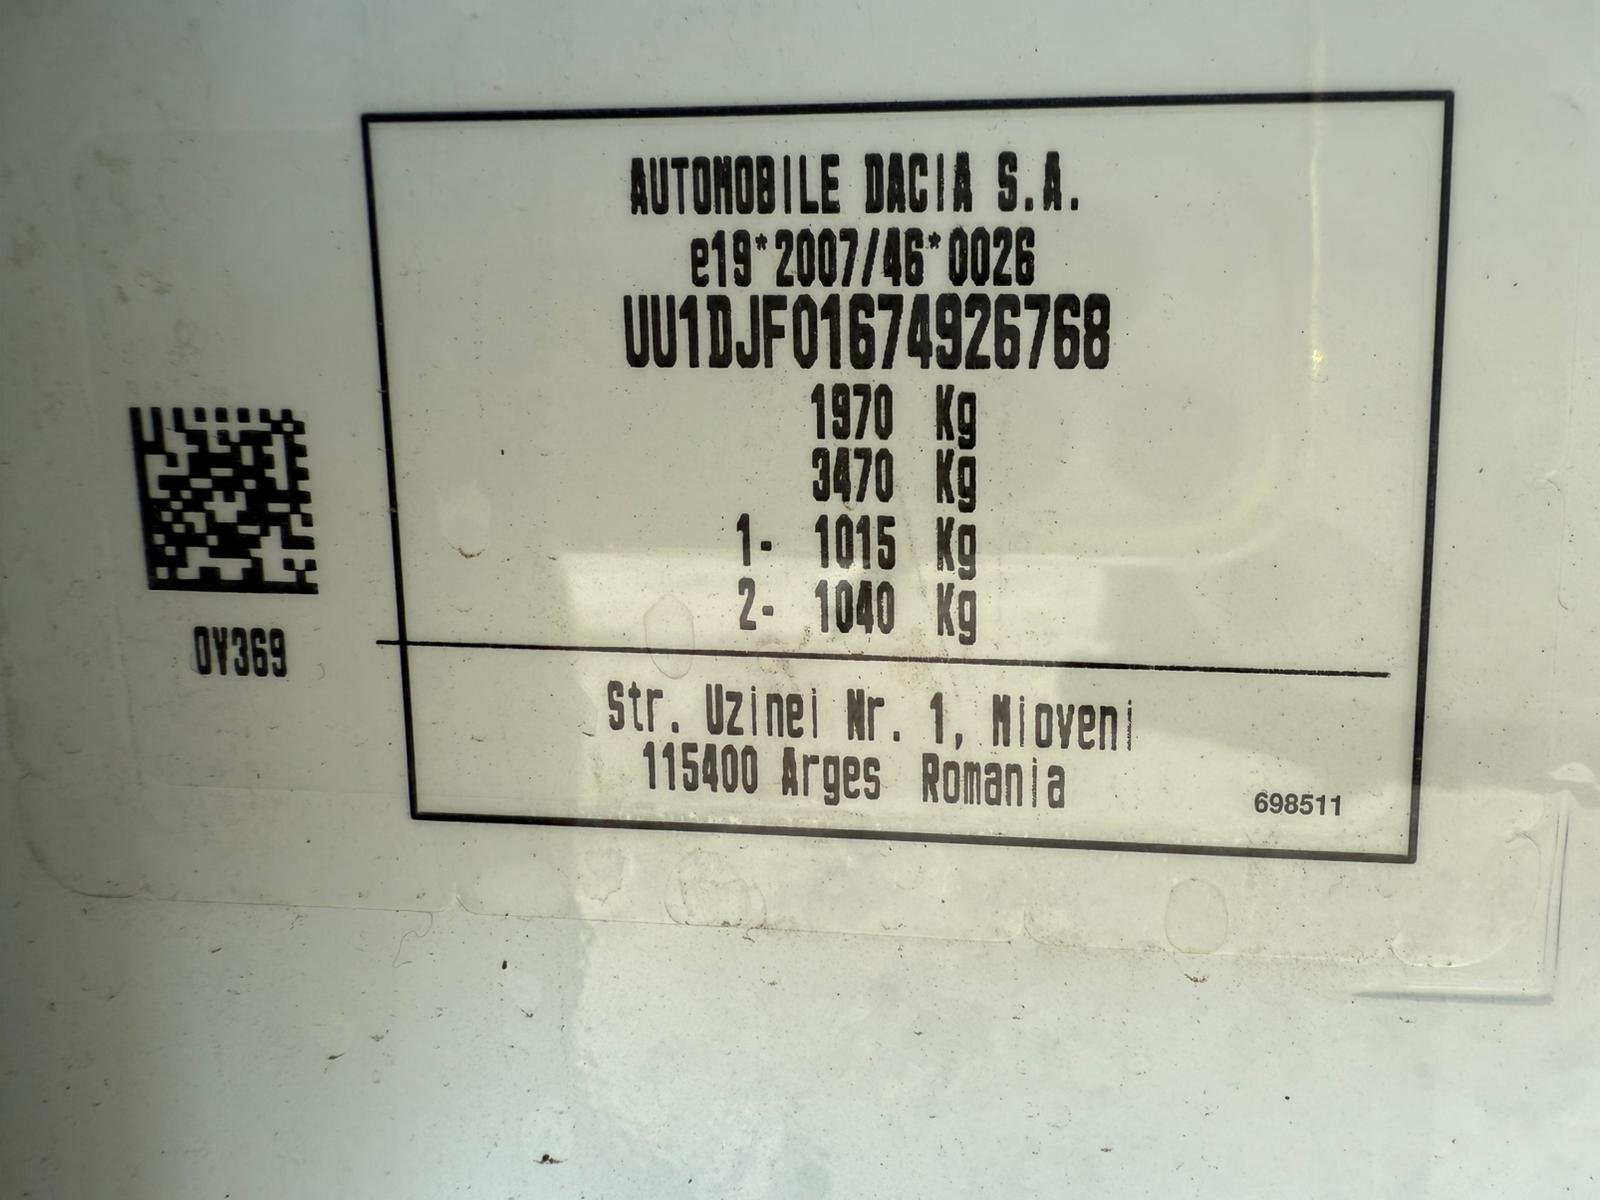 AUTOMOBILE DACIA S.A.
e19*2007/46*0026
UU1DJF01674926768
1970 Kg
3470 Kg
1- 1015 Kg
2- 1040 Kg
OV369
Str. Uzinei Nr. 1, Mioveni
115400 Arges Romania
698511